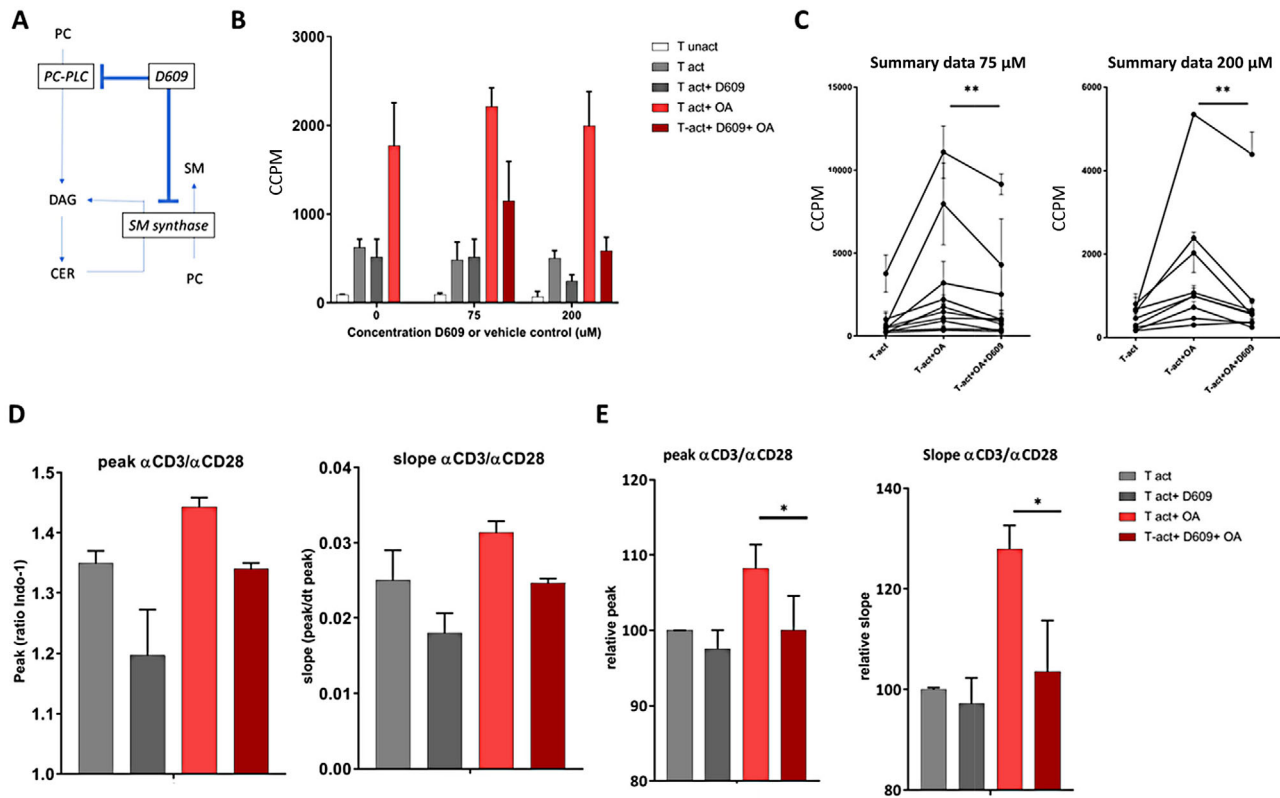 A
PC
PC-PLC
D609
SM
DAG
SM synthase
CER
PC
B
3000
2000
1000
0
CCPM
0
75
200
Concentration D609 or vehicle control (uM)
T unact
T act
T act+ D609
T act+ OA
T-act+ D609+ OA
C
Summary data 75 µM
**
15000
10000
5000
0
CCPM
T-act
T-act+OA
T-act+OA+D609
Summary data 200 µM
**
6000
4000
2000
0
CCPM
T-act
T-act+OA
T-act+OA+D609
D
peak αCD3/αCD28
1.5
1.4
1.3
1.2
1.1
1.0
Peak (ratio Indo-1)
slope αCD3/αCD28
0.04
0.03
0.02
0.01
0.00
slope (peak/dt peak)
E
peak αCD3/αCD28
*
120
110
100
90
80
relative peak
Slope αCD3/αCD28
*
140
120
100
80
relative slope
T act
T act+ D609
T act+ OA
T-act+ D609+ OA